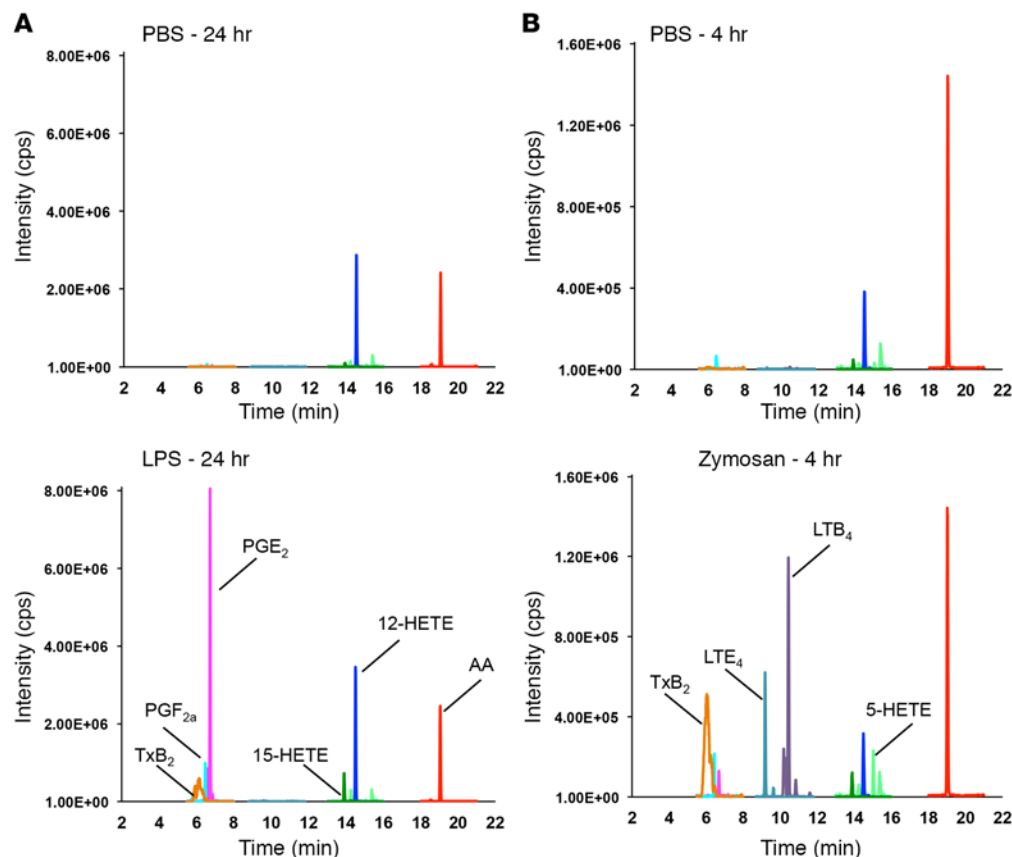 A
PBS - 24 hr
8.00E+06
6.00E+06
4.00E+06
2.00E+06
1.00E+00
Intensity (cps)
2 4 6 8 10 12 14 16 18 20 22
Time (min)
B
PBS - 4 hr
1.60E+06
1.20E+06
8.00E+05
4.00E+05
1.00E+00
Intensity (cps)
2 4 6 8 10 12 14 16 18 20 22
Time (min)
LPS - 24 hr
8.00E+06
6.00E+06
4.00E+06
2.00E+06
1.00E+00
Intensity (cps)
PGE2
12-HETE
AA
PGF2a
TxB2
15-HETE
2 4 6 8 10 12 14 16 18 20 22
Time (min)
Zymosan - 4 hr
1.60E+06
1.20E+06
8.00E+05
4.00E+05
1.00E+00
Intensity (cps)
LTB4
LTE4
TxB2
5-HETE
2 4 6 8 10 12 14 16 18 20 22
Time (min)